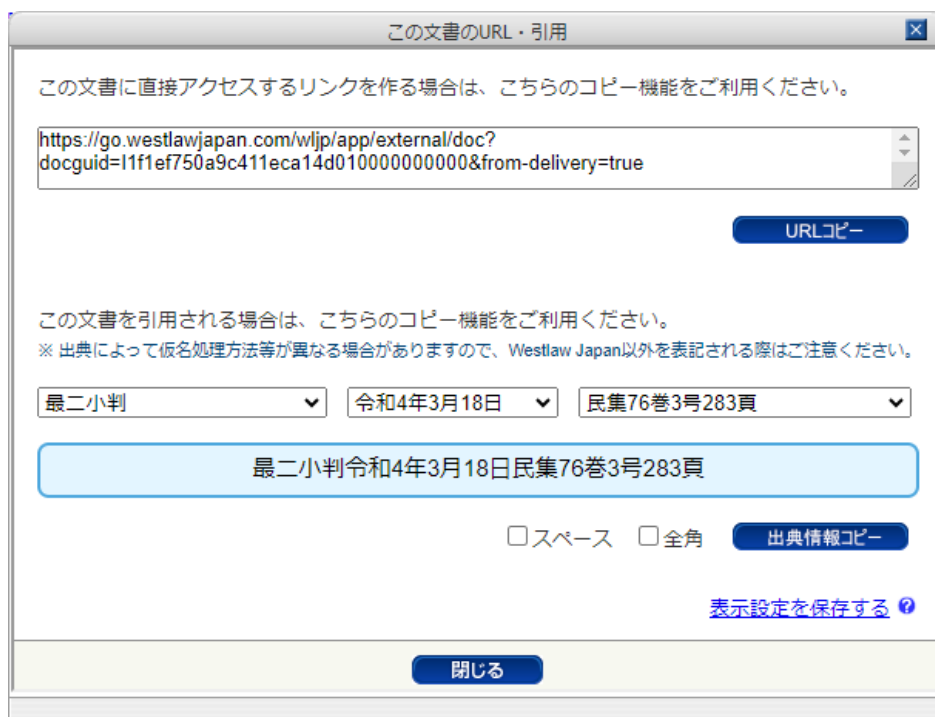 この文書のURL・引用
この文書に直接アクセスするリンクを作る場合は、こちらのコピー機能をご利用ください。
https://go.westlawjapan.com/wljp/app/external/doc?
docguid=I1f1ef750a9c411eca14d010000000000&from-delivery=true
URLコピー
この文書を引用される場合は、こちらのコピー機能をご利用ください。
※ 出典によって仮名処理方法等が異なる場合がありますので、Westlaw Japan以外を表記される際はご注意ください。
最二小判 令和4年3月18日 民集76巻3号283頁
最二小判令和4年3月18日民集76巻3号283頁
スペース 全角 出典情報コピー
表示設定を保存する ?
閉じる